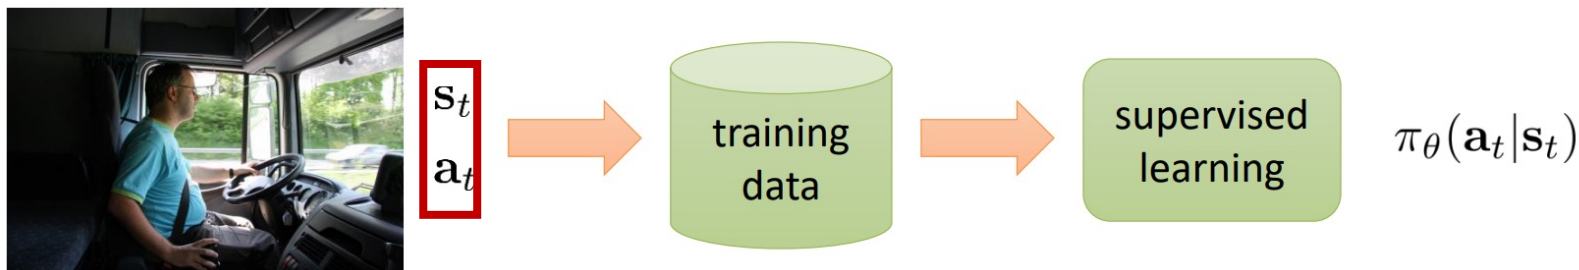 s_t
a_t
training
data
supervised
learning
π_θ(a_t|s_t)